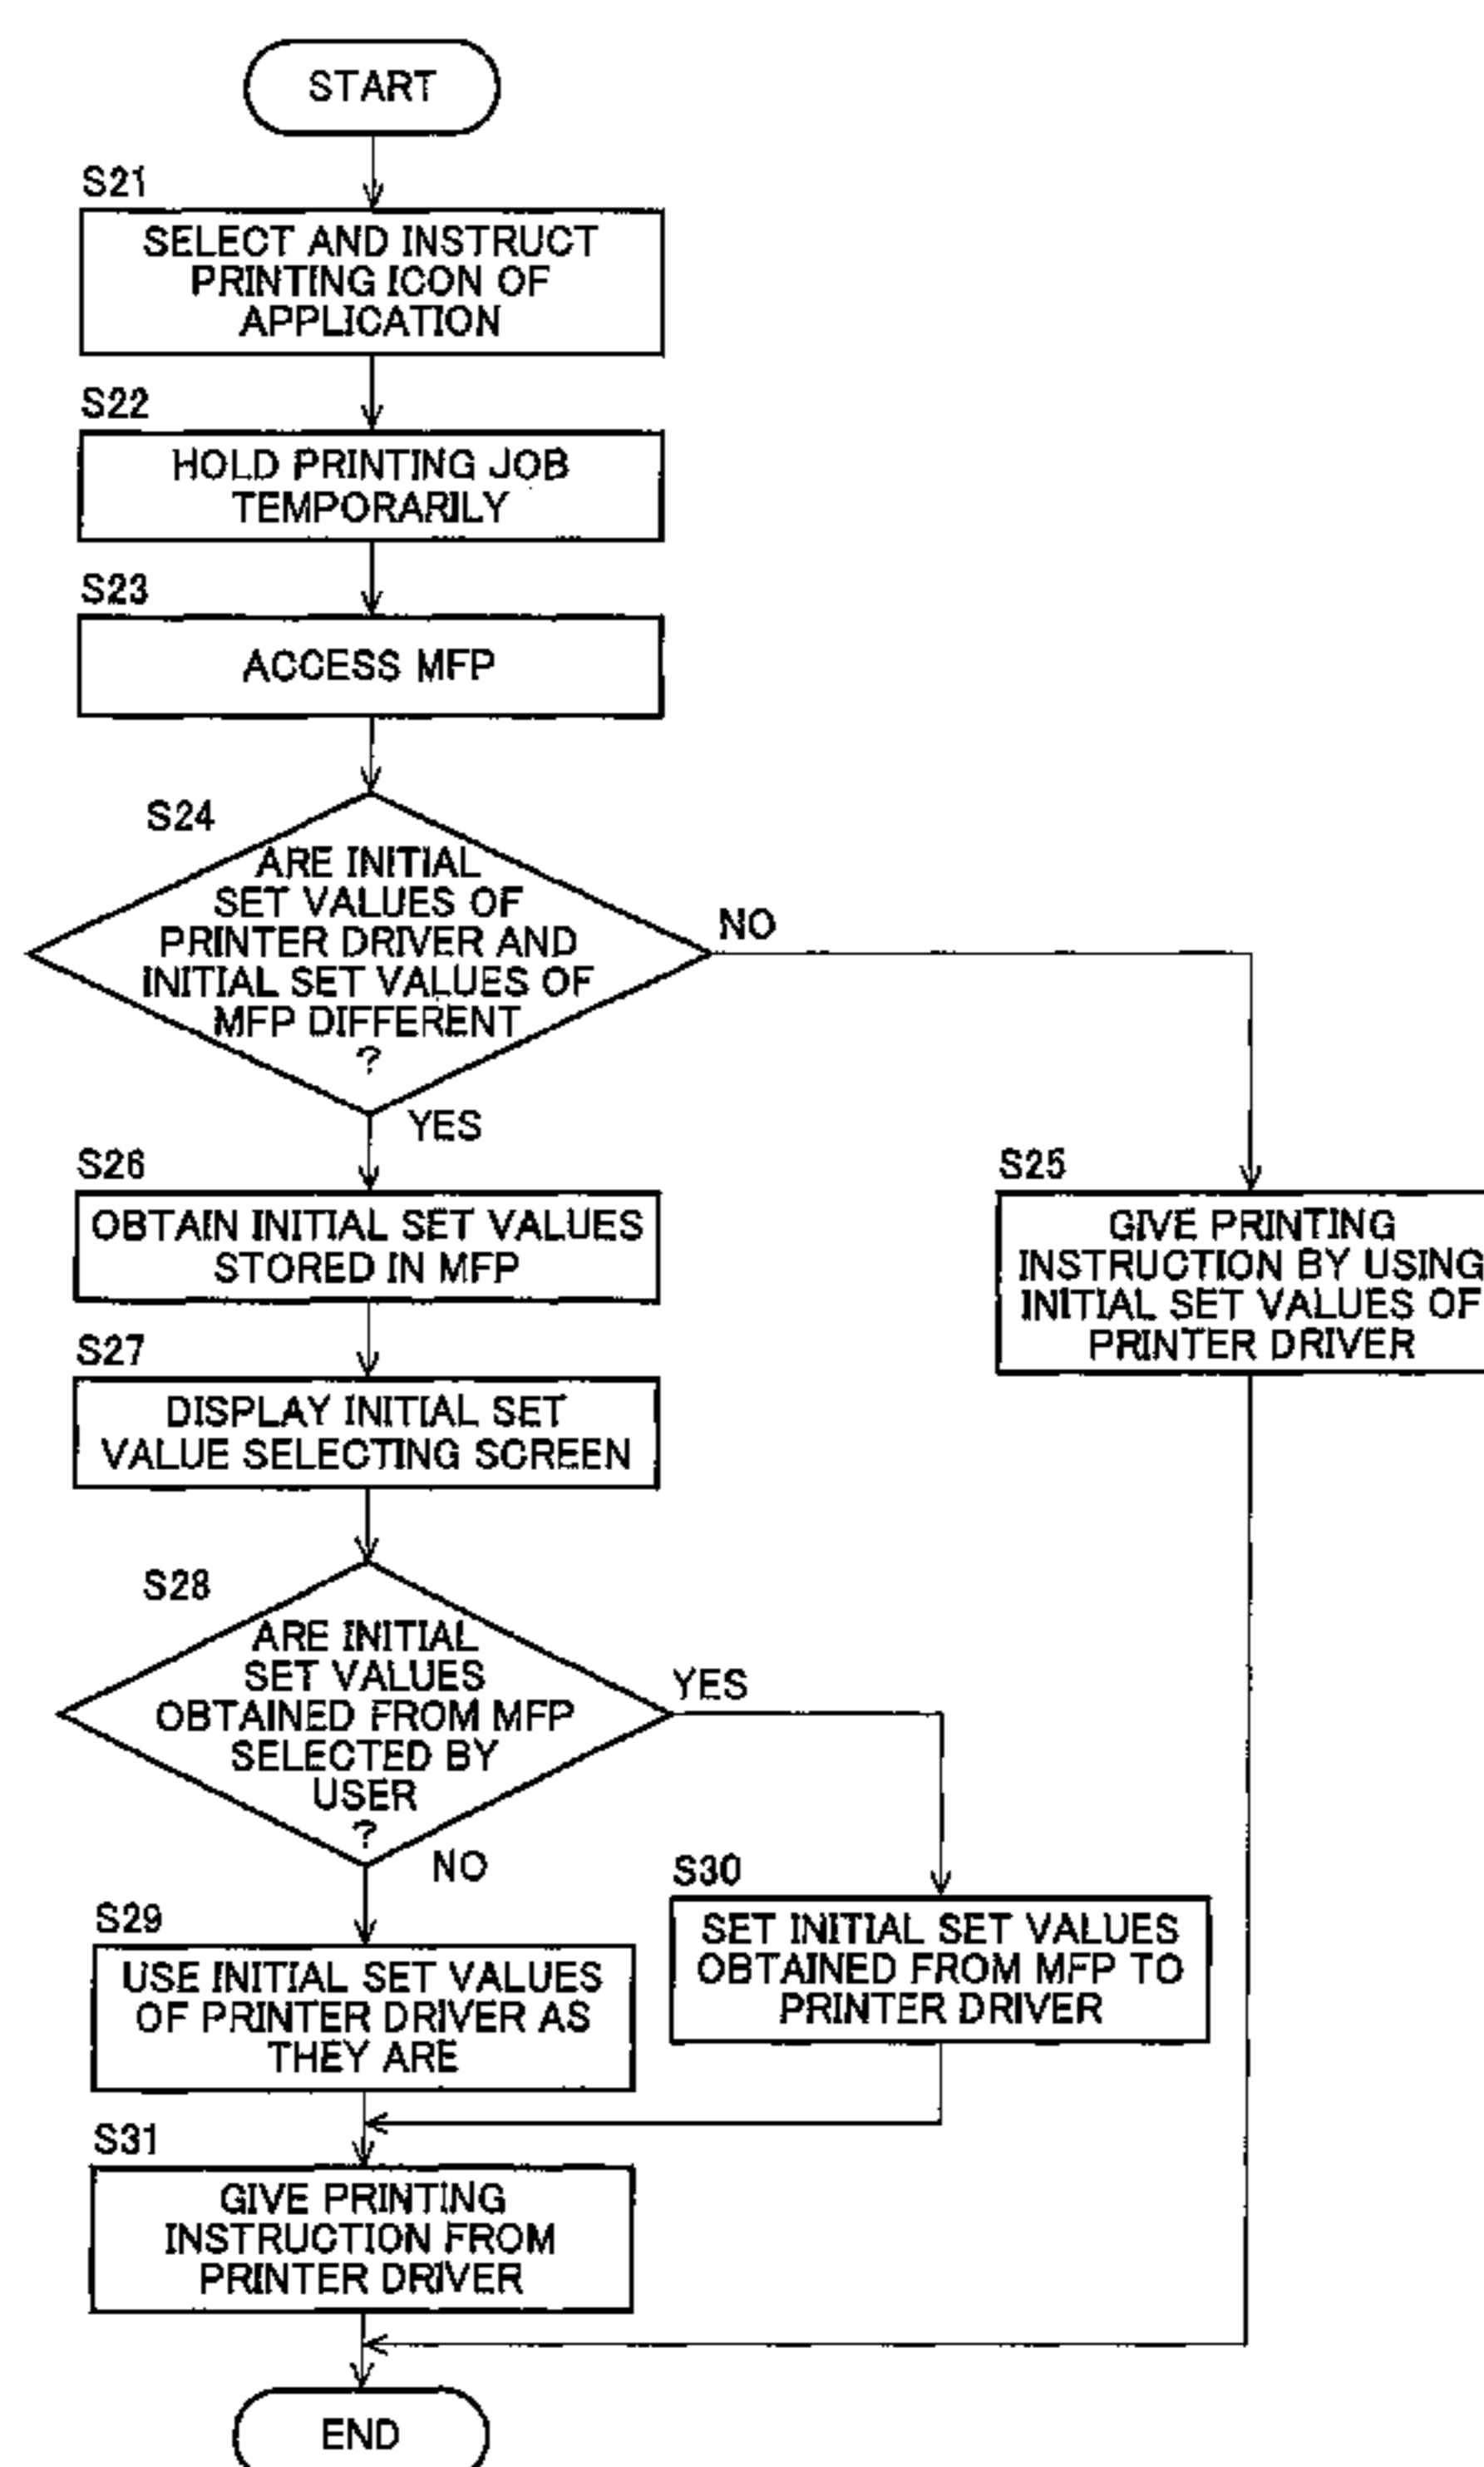 START
S21
SELECT AND INSTRUCT
PRINTING ICON OF
APPLICATION
S22
HOLD PRINTING JOB
TEMPORARILY
S23
ACCESS MFP
S24
ARE INITIAL
SET VALUES OF
PRINTER DRIVER AND
INITIAL SET VALUES OF
MFP DIFFERENT
?
NO
YES
S25
GIVE PRINTING
INSTRUCTION BY USING
INITIAL SET VALUES OF
PRINTER DRIVER
S26
OBTAIN INITIAL SET VALUES
STORED IN MFP
S27
DISPLAY INITIAL SET
VALUE SELECTING SCREEN
S28
ARE INITIAL
SET VALUES
OBTAINED FROM MFP
SELECTED BY
USER
?
YES
NO
S29
USE INITIAL SET VALUES
OF PRINTER DRIVER AS
THEY ARE
S30
SET INITIAL SET VALUES
OBTAINED FROM MFP TO
PRINTER DRIVER
S31
GIVE PRINTING
INSTRUCTION FROM
PRINTER DRIVER
END